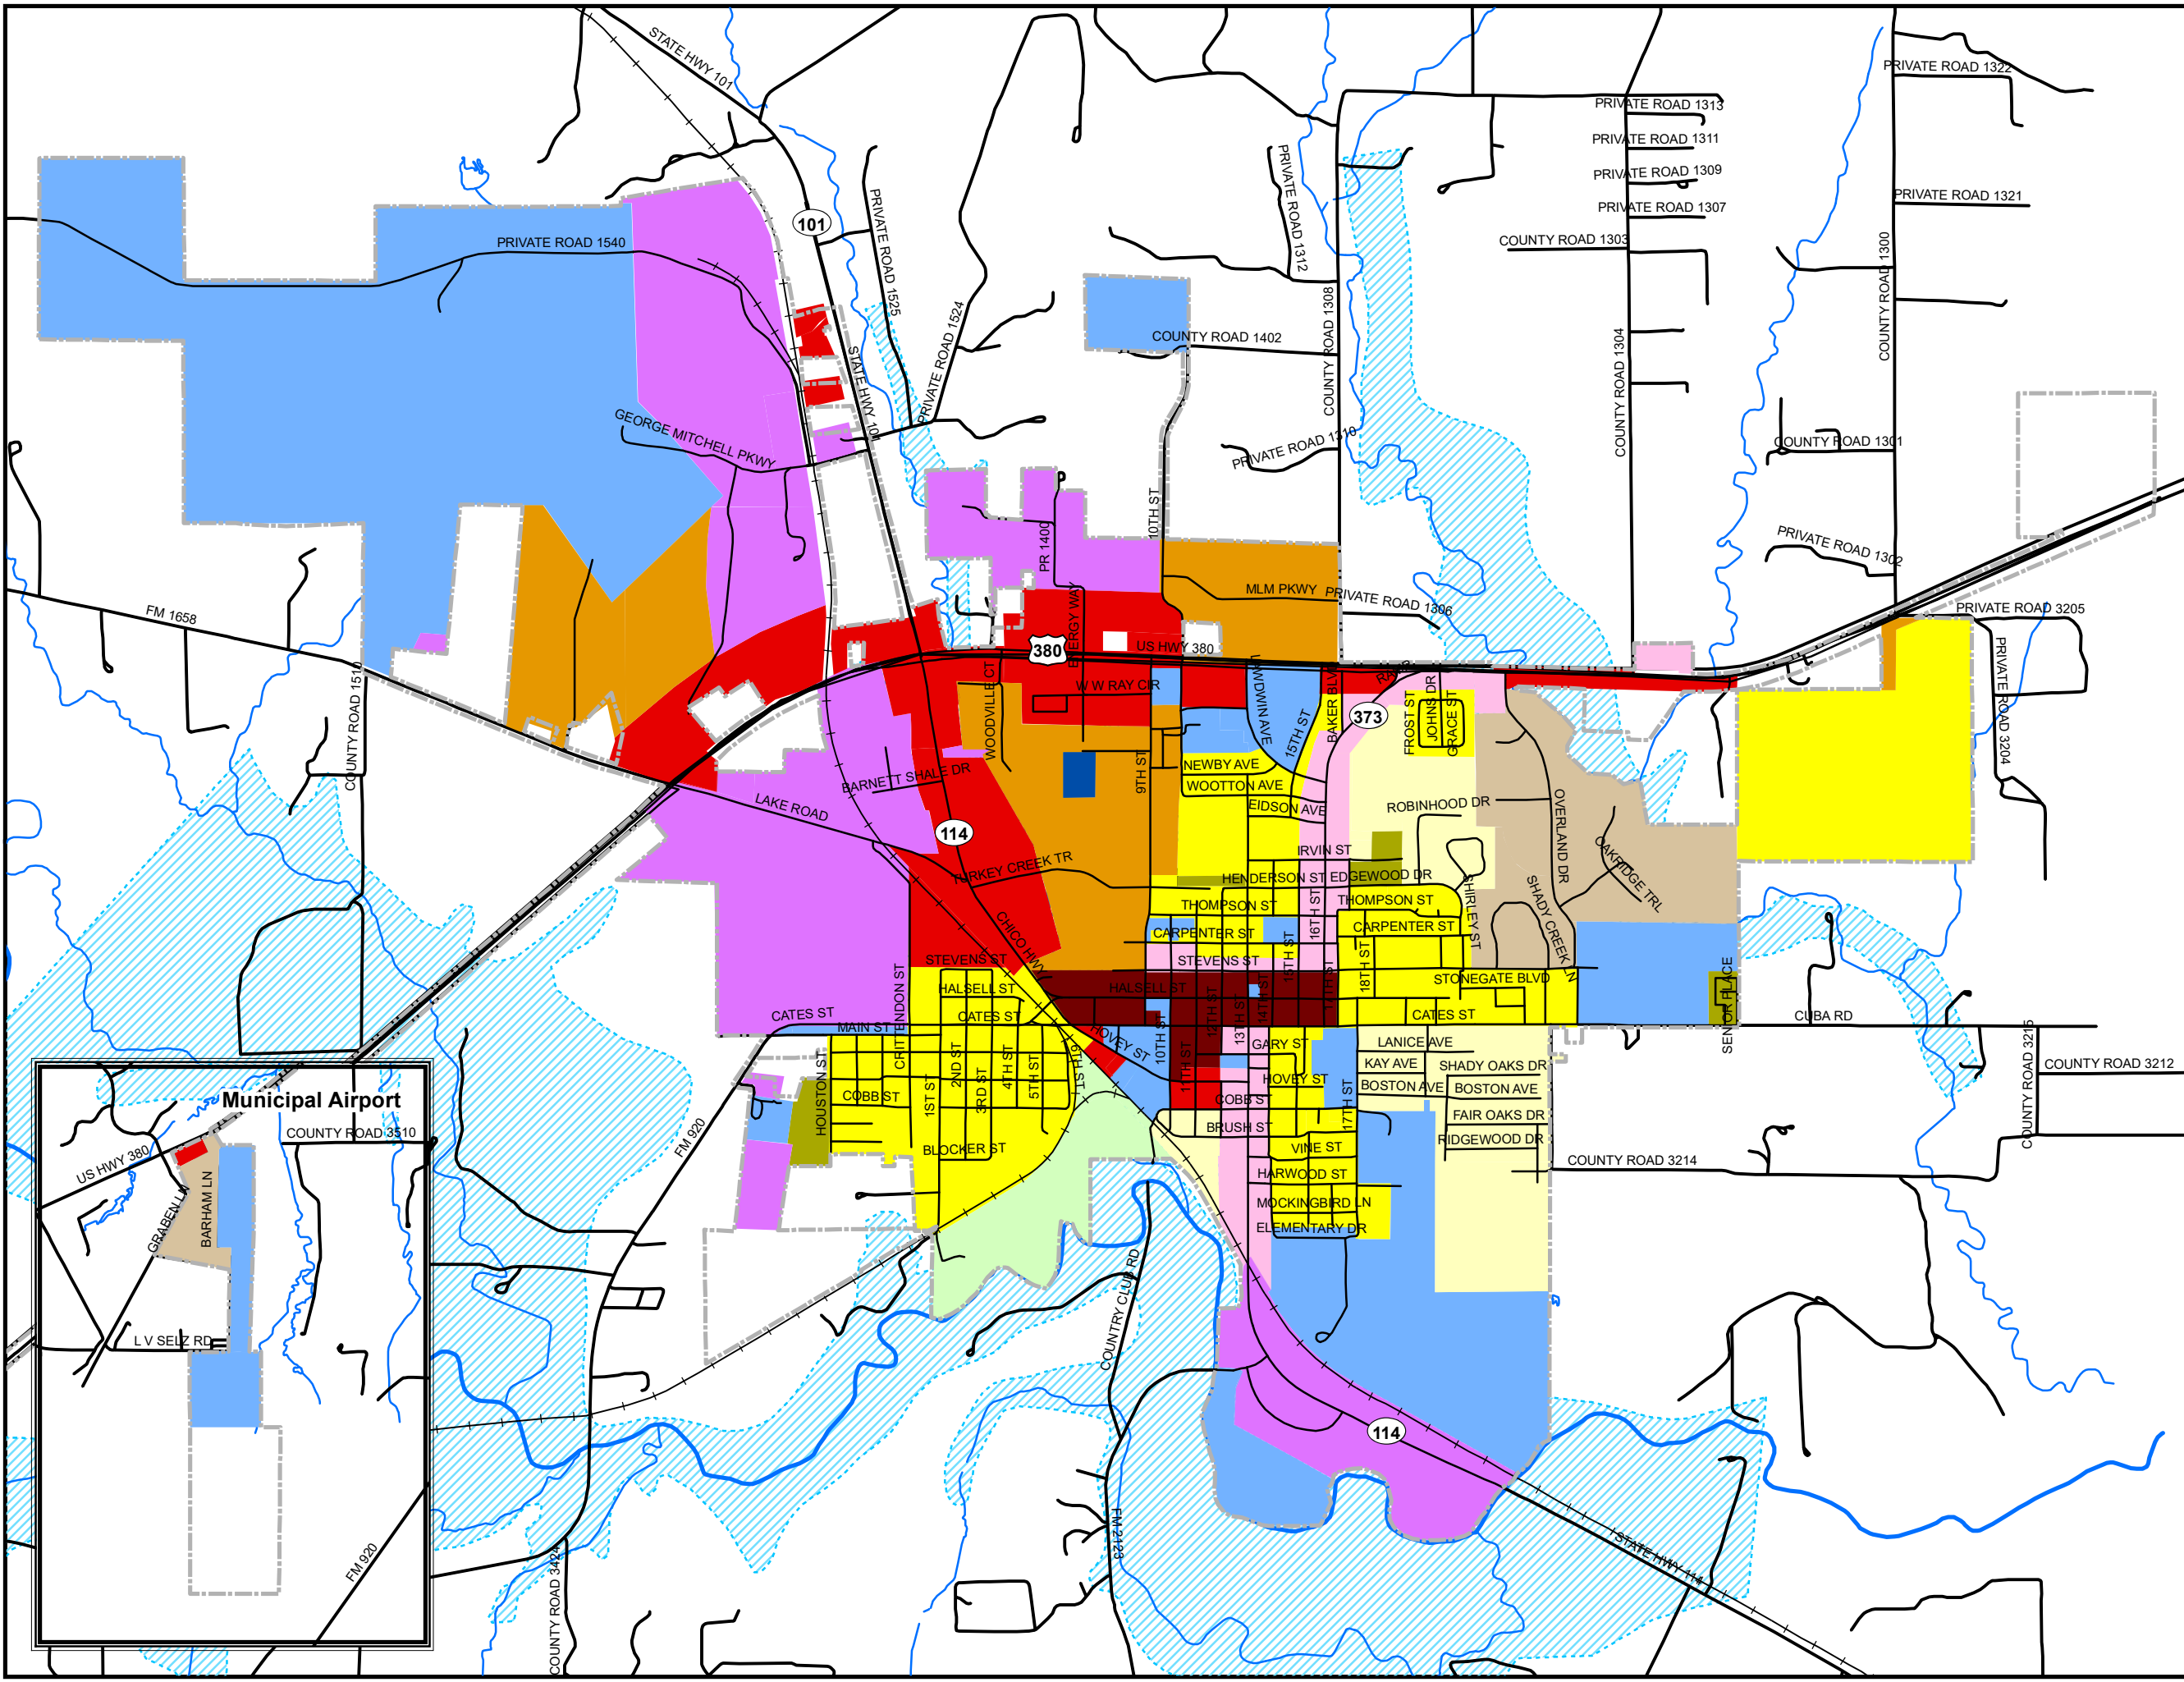 STATE HWY 101
PRIVATE ROAD 1322
PRIVATE ROAD 1313
PRIVATE ROAD 1311
PRIVATE ROAD 1309
PRIVATE ROAD 1307
PRIVATE ROAD 1321
COUNTY ROAD 1303
COUNTY ROAD 1300
PRIVATE ROAD 1312
101
PRIVATE ROAD 1525
PRIVATE ROAD 1540
PRIVATE ROAD 1524
STATE HWY 101
COUNTY ROAD 1402
COUNTY ROAD 1308
COUNTY ROAD 1304
GEORGE MITCHELL PKWY
PRIVATE ROAD 1310
COUNTY ROAD 1301
10TH ST
PR 1400
PRIVATE ROAD 1302
FM 1658
ENERGY WAY
MLM PKWY
PRIVATE ROAD 1306
PRIVATE ROAD 3205
380
US HWY 380
COUNTY ROAD 1510
WOODVILLE CT
W W RAY CIR
LAWDWIN AVE
BAKER BLVD
373
FROST ST
JOHNS DR
GRACE ST
15TH ST
PRIVATE ROAD 3204
9TH ST
NEWBY AVE
WOOTTON AVE
EIDSON AVE
BARNETT SHALE DR
LAKE ROAD
114
ROBINHOOD DR
OVERLAND DR
OAKRIDGE TRL
IRVIN ST
TURKEY CREEK TR
HENDERSON ST
EDGEWOOD DR
THOMPSON ST
THOMPSON ST
16TH ST
SHIRLEY ST
SHADY CREEK LN
CHICO HWY
CARPENTER ST
CARPENTER ST
STEVENS ST
STEVENS ST
15TH ST
18TH ST
STONEGATE BLVD
HALSELL ST
HALSELL ST
CRITTENDON ST
12TH ST
13TH ST
14TH ST
17TH ST
SENIOR PLACE
CATES ST
CATES ST
CATES ST
CUBA RD
MAIN ST
HOVEY ST
10TH ST
GARY ST
LANICE AVE
KAY AVE
SHADY OAKS DR
COUNTY ROAD 3215
COUNTY ROAD 3212
HOUSTON ST
2ND ST
4TH ST
5TH ST
6TH ST
11TH ST
HOVEY ST
BOSTON AVE
BOSTON AVE
COBB ST
1ST ST
3RD ST
COBB ST
17TH ST
FAIR OAKS DR
BRUSH ST
RIDGEWOOD DR
BLOCKER ST
VINE ST
HARWOOD ST
COUNTY ROAD 3214
MOCKINGBIRD LN
ELEMENTARY DR
FM 920
COUNTRY CLUB RD
114
STATE HWY 114
FM 2123
COUNTY ROAD 3424
Municipal Airport
COUNTY ROAD 3510
US HWY 380
GRABEN LN
BARHAM LN
L V SELZ RD
FM 920